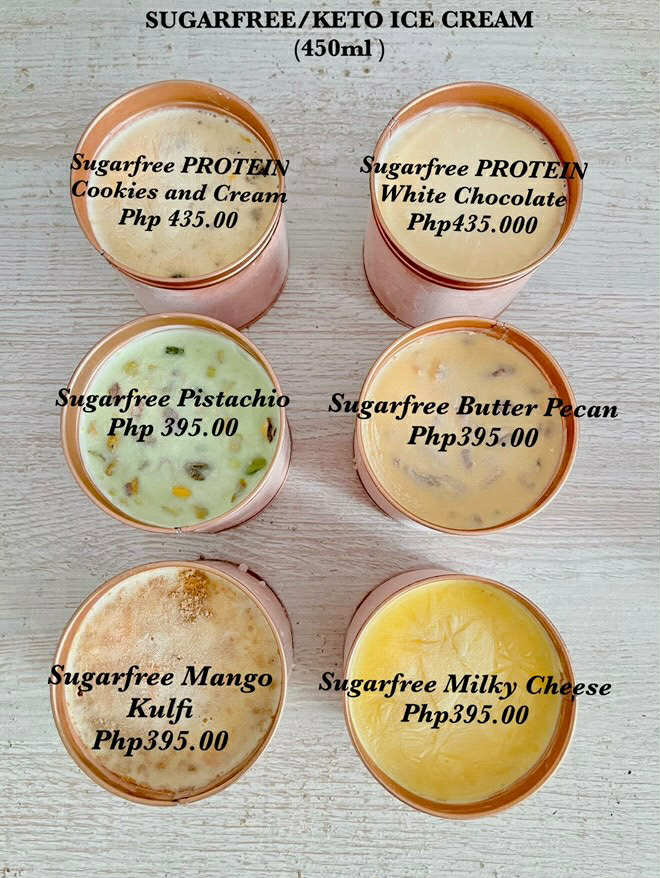 SUGARFREE/KETO ICE CREAM
(450ml )
Sugarfree PROTEIN
Cookies and Cream
Php 435.00
Sugarfree PROTEIN
White Chocolate
Php435.000
Sugarfree Pistachio
Php 395.00
Sugarfree Butter Pecan
Php395.00
Sugarfree Mango
Kulfi
Php395.00
Sugarfree Milky Cheese
Php395.00